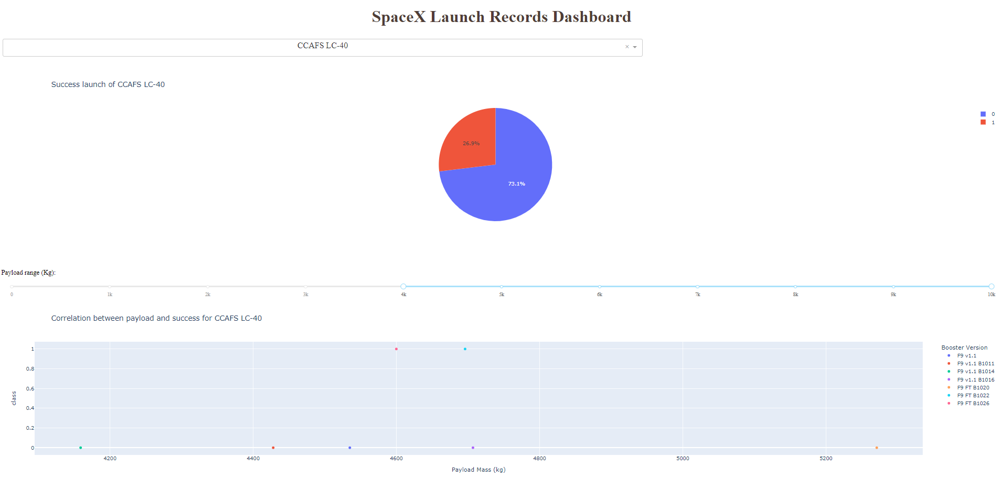 SpaceX Launch Records Dashboard
CCAFS LC-40
×
Success launch of CCAFS LC-40
0
1
26.9%
73.1%
Payload range (Kg):
0 1k 2k 3k 4k 5k 6k 7k 8k 9k 10k
Correlation between payload and success for CCAFS LC-40
1
0.8
0.6
0.4
0.2
0
class
4200 4400 4600 4800 5000 5200
Payload Mass (kg)
Booster Version
F9 v1.1
F9 v1.1 B1011
F9 v1.1 B1014
F9 v1.1 B1016
F9 FT B1020
F9 FT B1022
F9 FT B1026